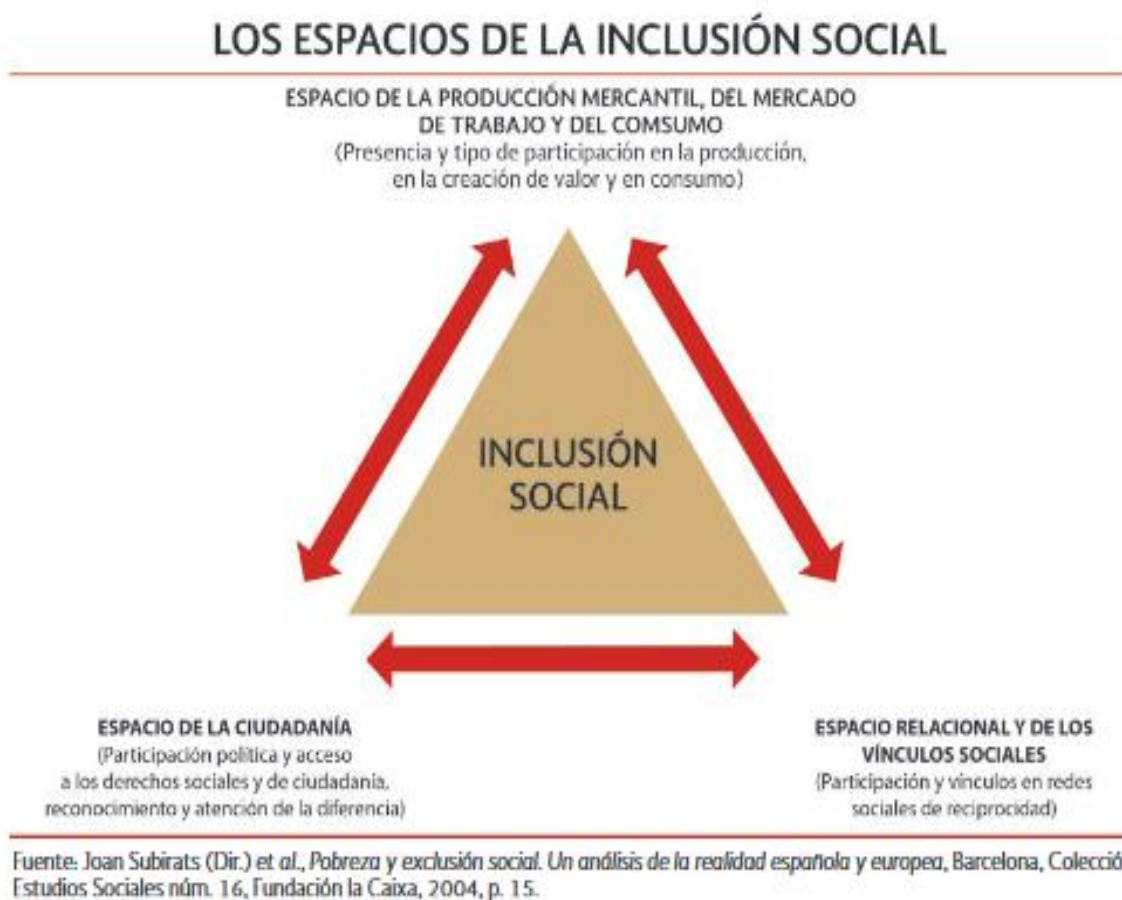 LOS ESPACIOS DE LA INCLUSIÓN SOCIAL
ESPACIO DE LA PRODUCCIÓN MERCANTIL, DEL MERCADO
DE TRABAJO Y DEL COMSUMO
(Presencia y tipo de participación en la producción,
en la creación de valor y en consumo)
INCLUSIÓN
SOCIAL
ESPACIO DE LA CIUDADANÍA
(Participación política y acceso
a los derechos sociales y de ciudadanía,
reconocimiento y atención de la diferencia)
ESPACIO RELACIONAL Y DE LOS
VÍNCULOS SOCIALES
(Participación y vínculos en redes
sociales de reciprocidad)
Fuente: Joan Subirats (Dir.) et al., Pobreza y exclusión social. Un análisis de la realidad española y europea, Barcelona, Colecció
Estudios Sociales núm. 16, Fundación la Caixa, 2004, p. 15.